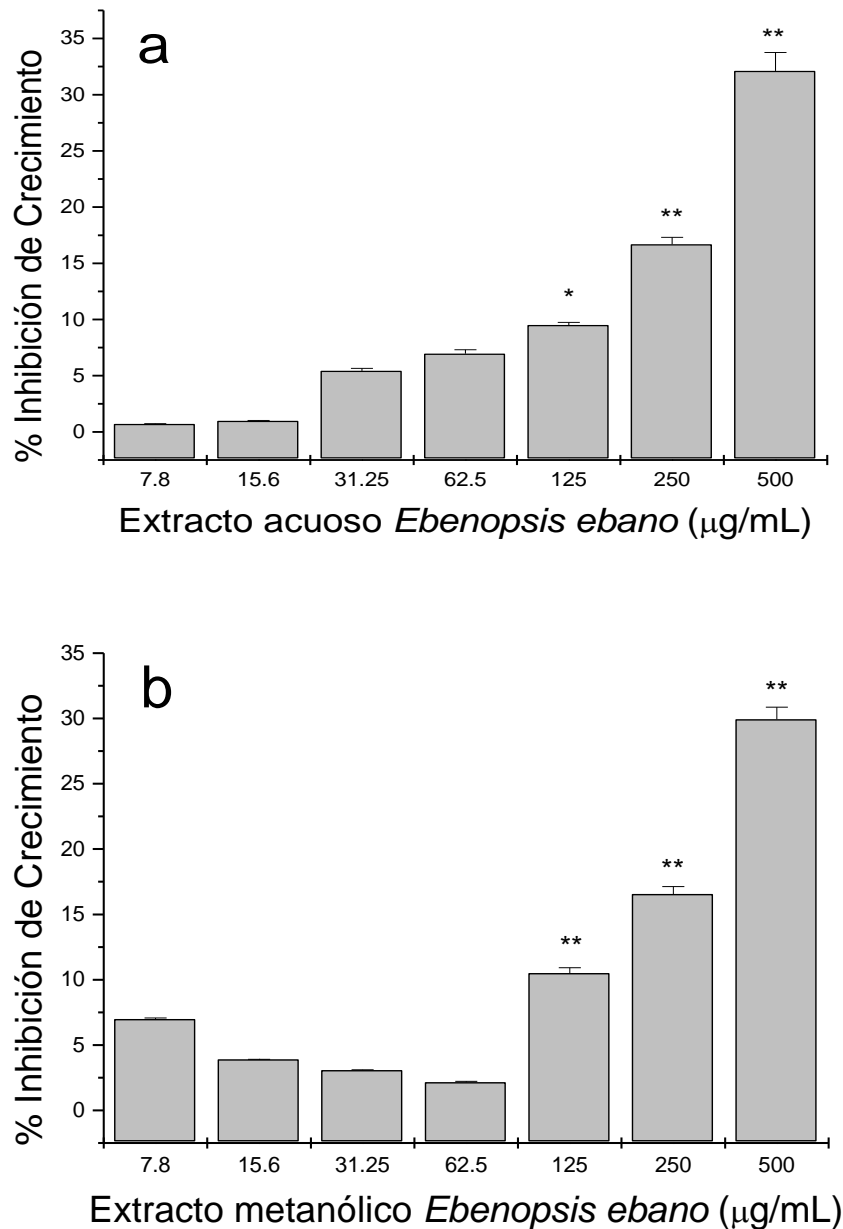 a
% Inhibición de Crecimiento
35
30
25
20
15
10
5
0
*
**
**
7.8 15.6 31.25 62.5 125 250 500
Extracto acuoso Ebenopsis ebano (μg/mL)
b
% Inhibición de Crecimiento
35
30
25
20
15
10
5
0
**
**
**
7.8 15.6 31.25 62.5 125 250 500
Extracto metanólico Ebenopsis ebano (μg/mL)